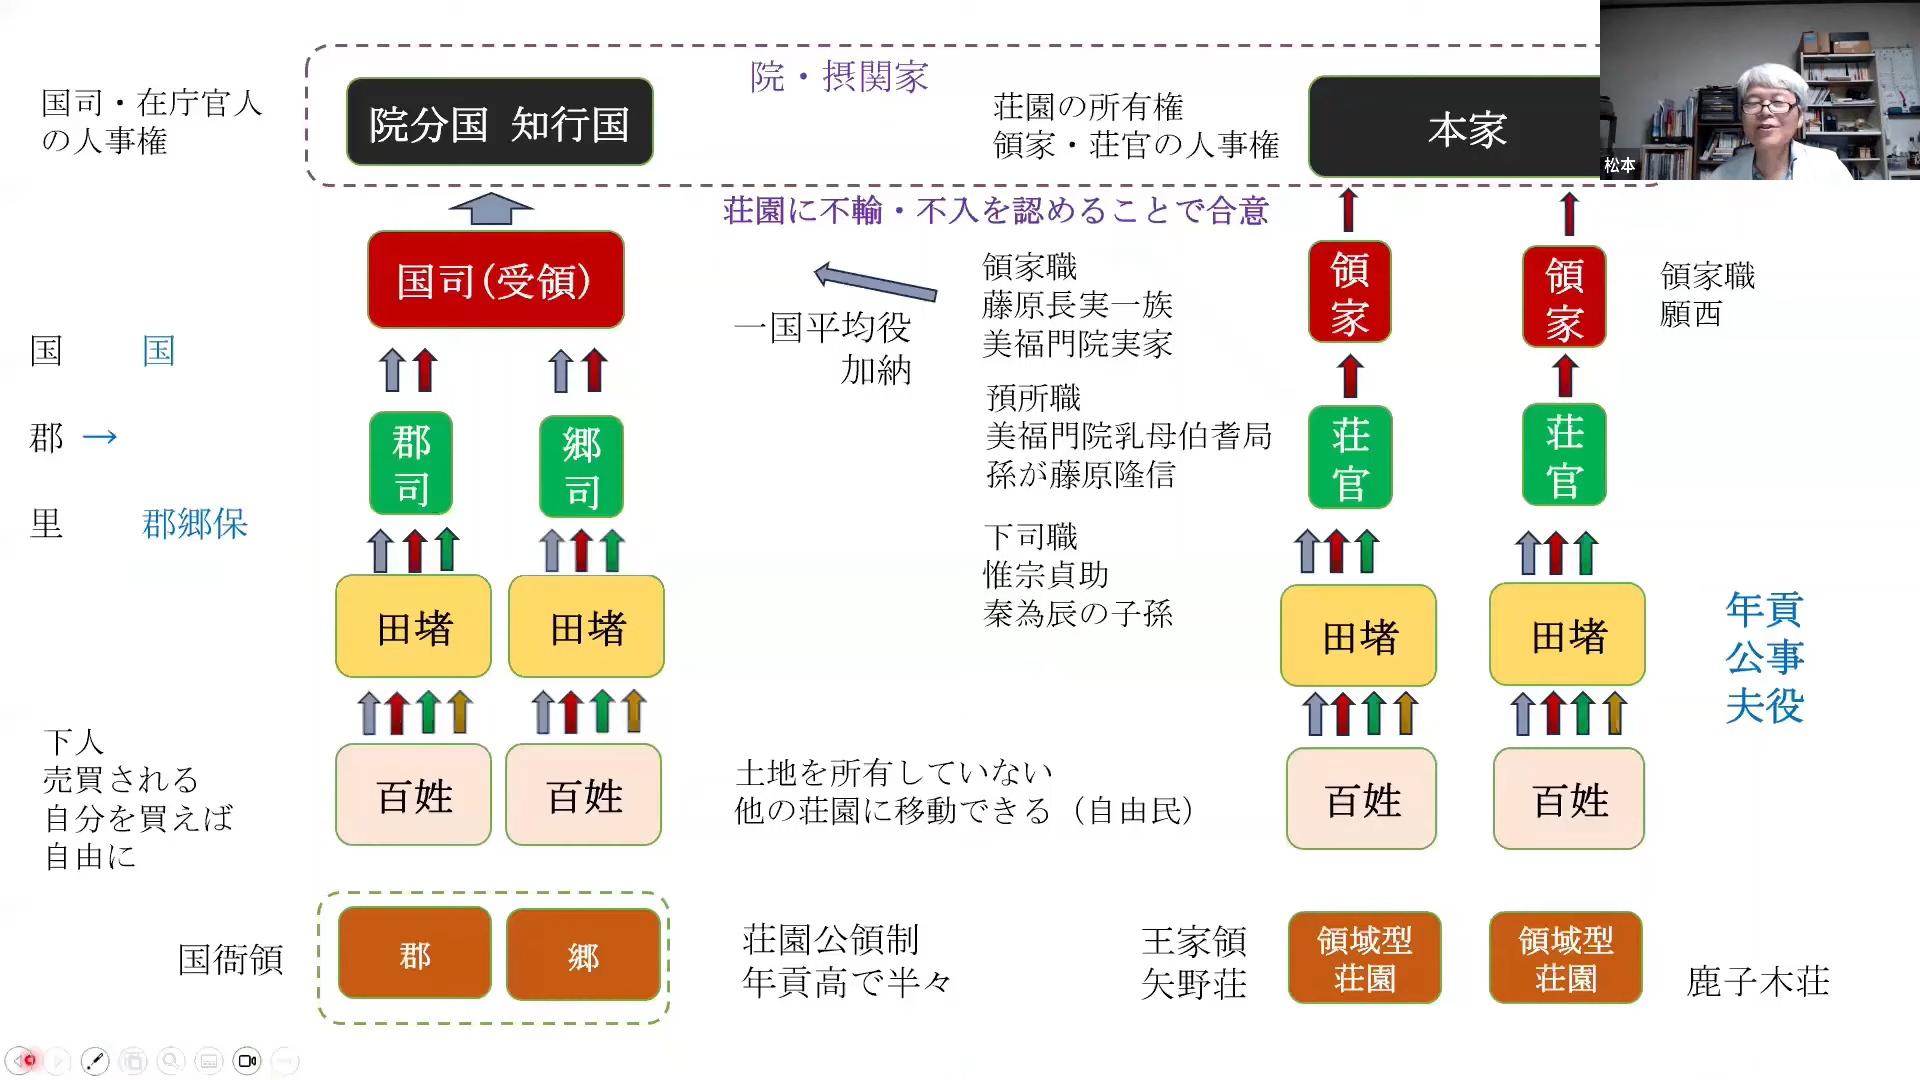 院・摂関家
国司・在庁官人
の人事権
院分国 知行国
荘園の所有権
領家・荘官の人事権
本家
松本
荘園に不輸・不入を認めることで合意
国司(受領)
一国平均役
加納
領家職
藤原長実一族
美福門院実家
領家
領家
領家職
願西
国 国
郡 →
里 郡郷保
郡司
郷司
預所職
美福門院乳母伯耆局
孫が藤原隆信
荘官
荘官
下司職
惟宗貞助
秦為辰の子孫
田堵
田堵
田堵
田堵
年貢
公事
夫役
下人
売買される
自分を買えば
自由に
百姓
百姓
土地を所有していない
他の荘園に移動できる（自由民）
百姓
百姓
国衙領
郡
郷
荘園公領制
年貢高で半々
王家領
矢野荘
領域型
荘園
領域型
荘園
鹿子木荘